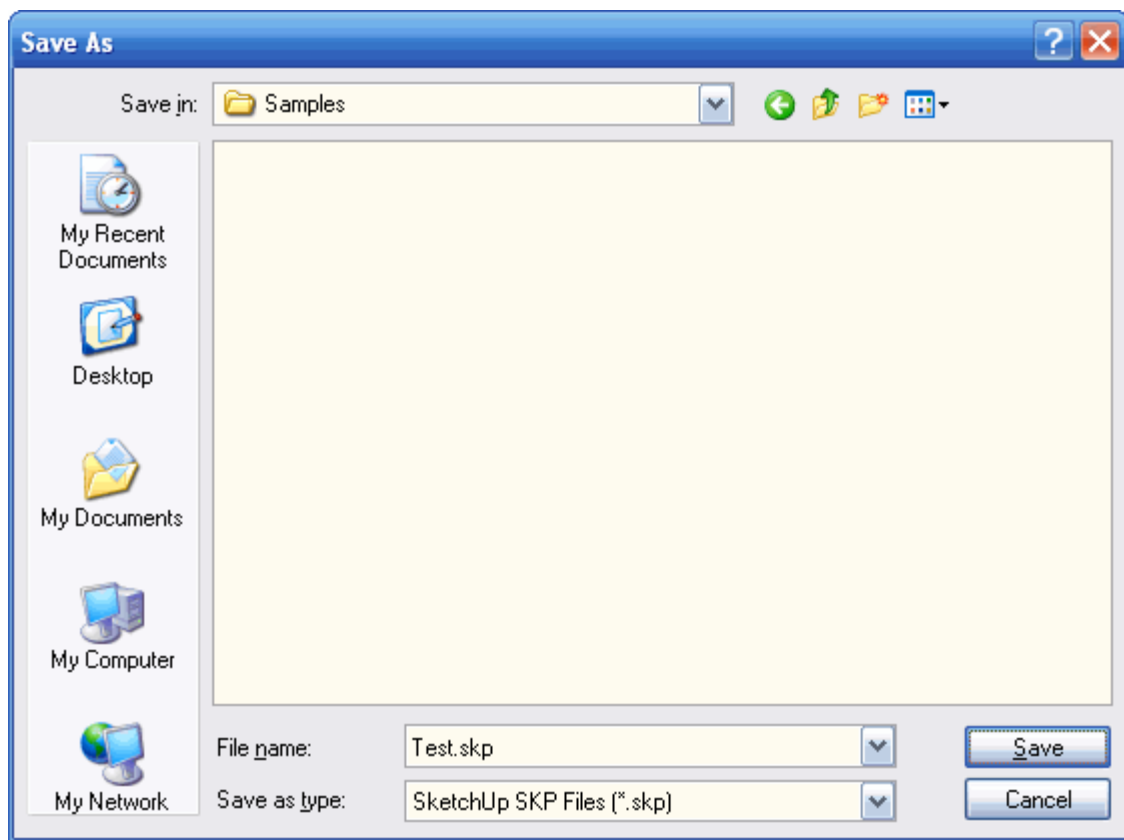 Save As
Save in:
Samples
My Recent
Documents
Desktop
My Documents
My Computer
My Network
File name:
Test.skp
Save
Save as type:
SketchUp SKP Files (*.skp)
Cancel